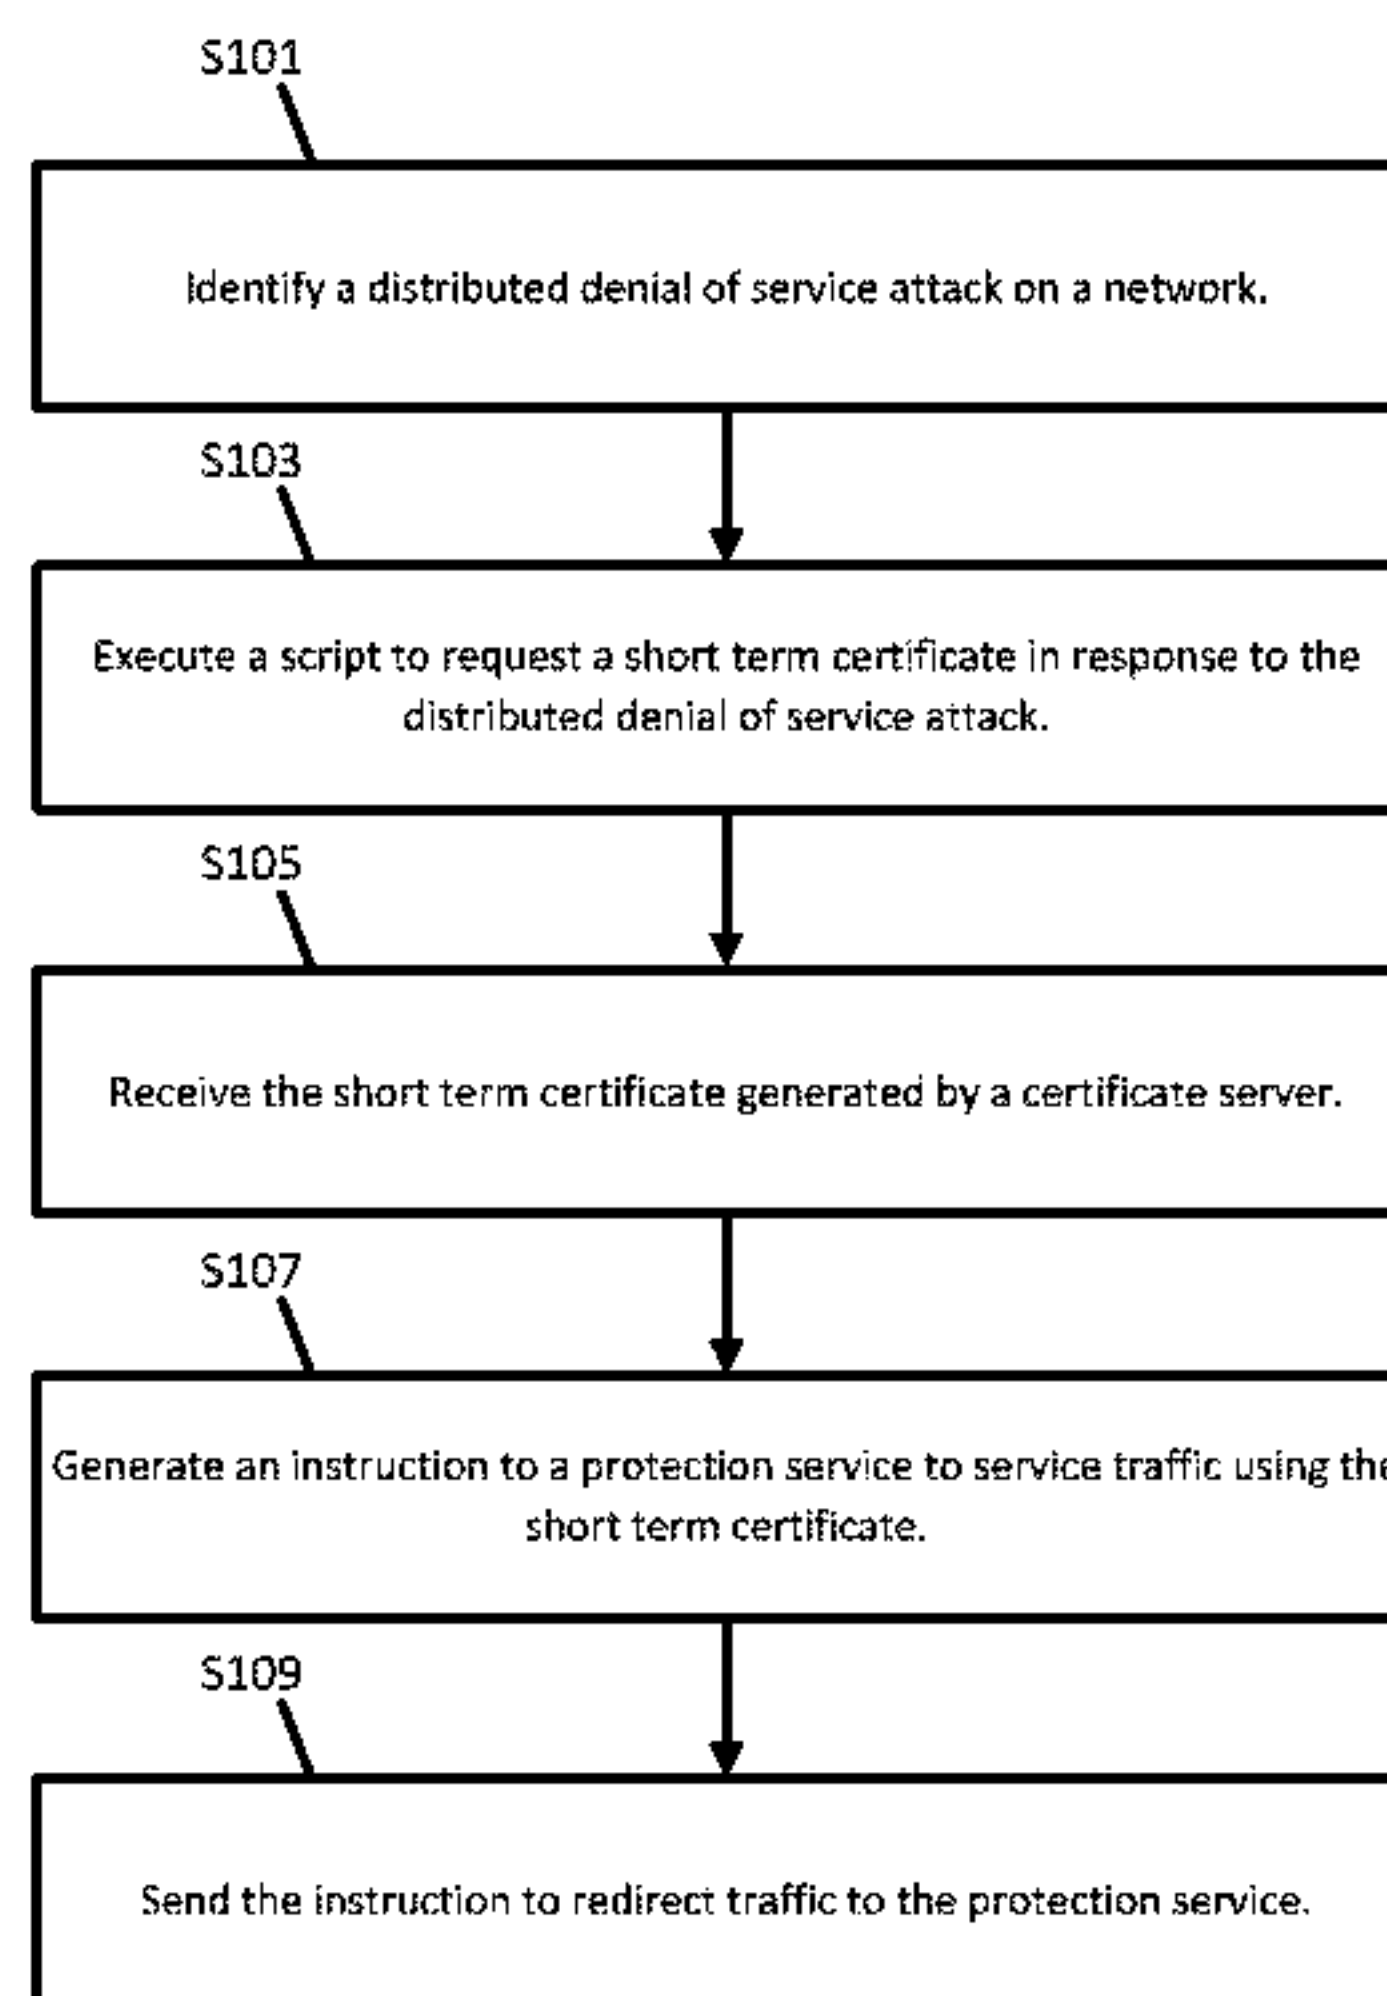 S101
Identify a distributed denial of service attack on a network.
S103
Execute a script to request a short term certificate in response to the
distributed denial of service attack.
S105
Receive the short term certificate generated by a certificate server.
S107
Generate an instruction to a protection service to service traffic using the
short term certificate.
S109
Send the instruction to redirect traffic to the protection service.